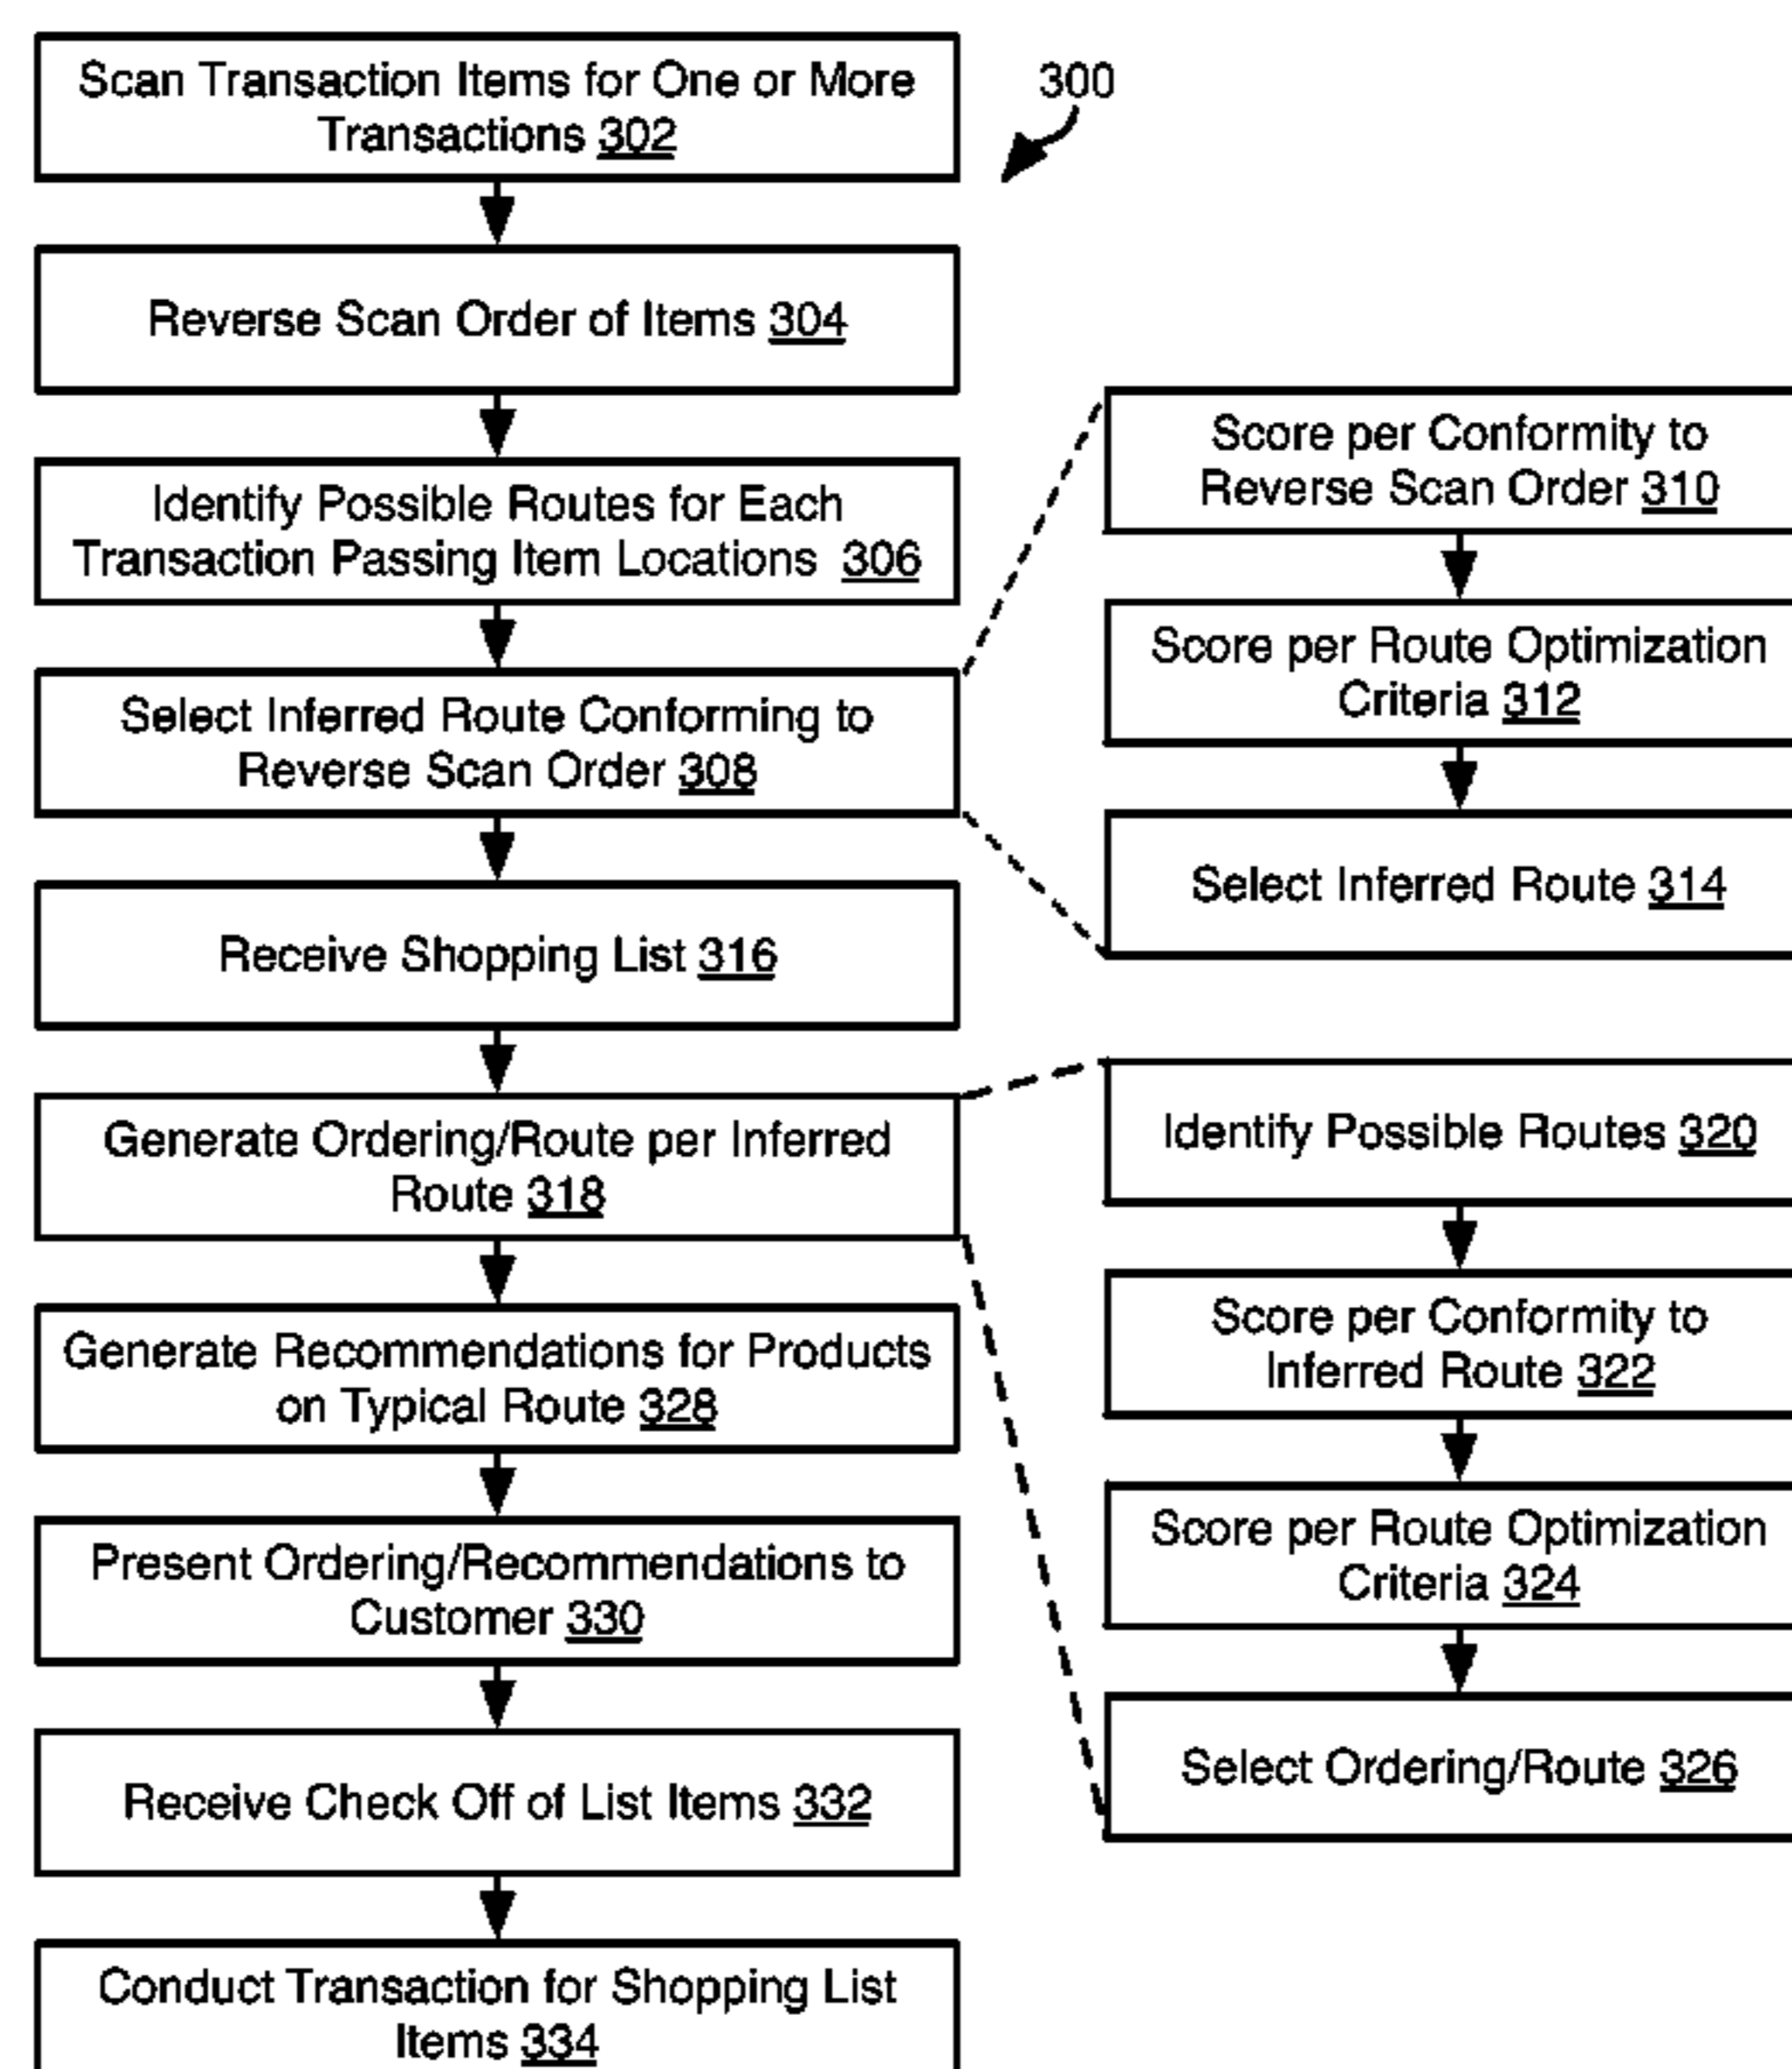 Scan Transaction Items for One or More
Transactions 302
300
Reverse Scan Order of Items 304
Identify Possible Routes for Each
Transaction Passing Item Locations 306
Select Inferred Route Conforming to
Reverse Scan Order 308
Score per Conformity to
Reverse Scan Order 310
Score per Route Optimization
Criteria 312
Select Inferred Route 314
Receive Shopping List 316
Generate Ordering/Route per Inferred
Route 318
Identify Possible Routes 320
Score per Conformity to
Inferred Route 322
Score per Route Optimization
Criteria 324
Select Ordering/Route 326
Generate Recommendations for Products
on Typical Route 328
Present Ordering/Recommendations to
Customer 330
Receive Check Off of List Items 332
Conduct Transaction for Shopping List
Items 334